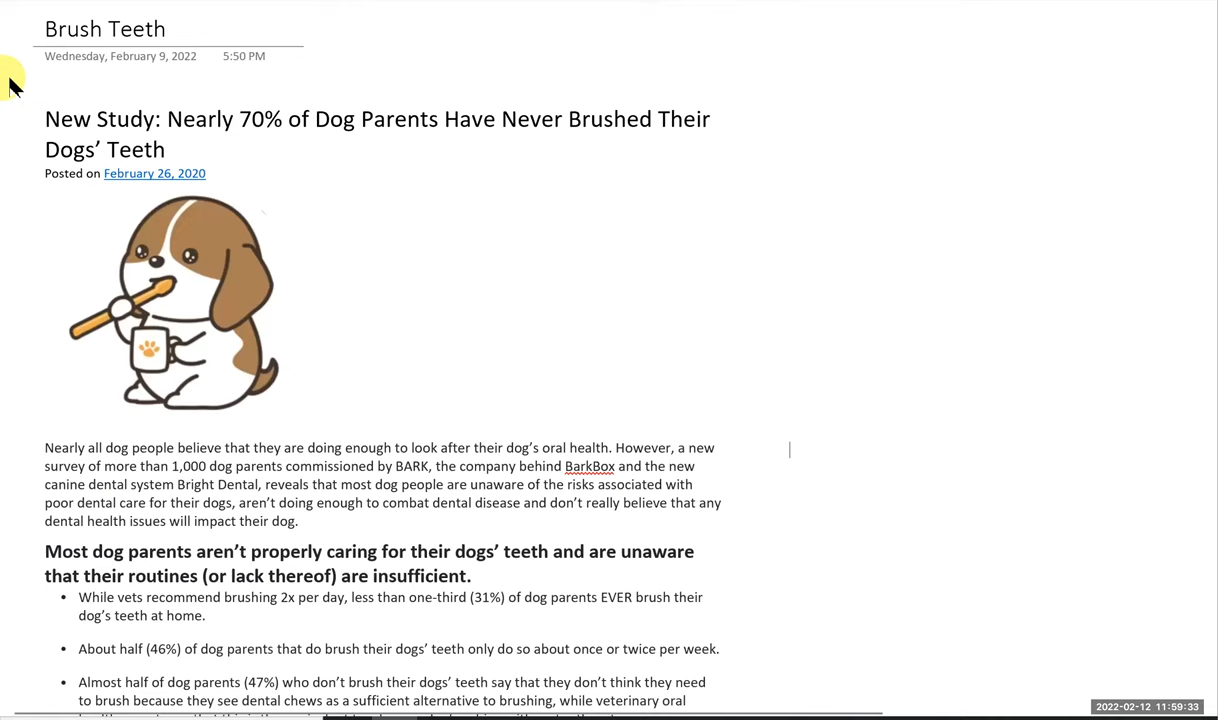 Brush Teeth
Wednesday, February 9, 2022 5:50 PM
New Study: Nearly 70% of Dog Parents Have Never Brushed Their
Dogs’ Teeth
Posted on February 26, 2020
Nearly all dog people believe that they are doing enough to look after their dog’s oral health. However, a new
survey of more than 1,000 dog parents commissioned by BARK, the company behind BarkBox and the new
canine dental system Bright Dental, reveals that most dog people are unaware of the risks associated with
poor dental care for their dogs, aren’t doing enough to combat dental disease and don’t really believe that any
dental health issues will impact their dog.
Most dog parents aren’t properly caring for their dogs’ teeth and are unaware
that their routines (or lack thereof) are insufficient.
• While vets recommend brushing 2x per day, less than one-third (31%) of dog parents EVER brush their
dog’s teeth at home.
• About half (46%) of dog parents that do brush their dogs’ teeth only do so about once or twice per week.
• Almost half of dog parents (47%) who don’t brush their dogs’ teeth say that they don’t think they need
to brush because they see dental chews as a sufficient alternative to brushing, while veterinary oral
2022-02-12 11:59:33